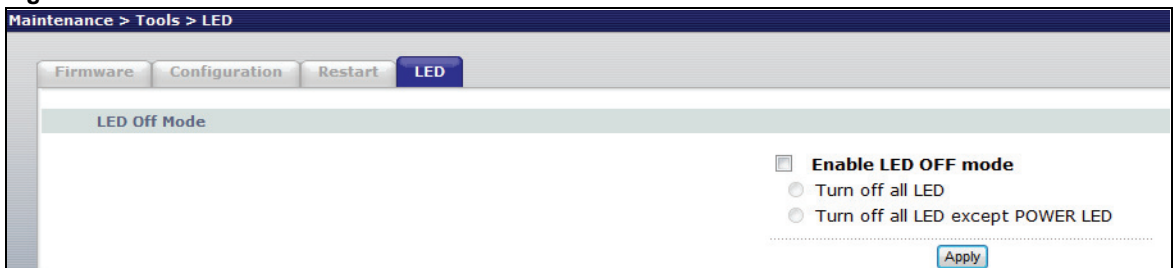 Maintenance > Tools > LED
Firmware Configuration Restart LED
LED Off Mode
Enable LED OFF mode
Turn off all LED
Turn off all LED except POWER LED
Apply